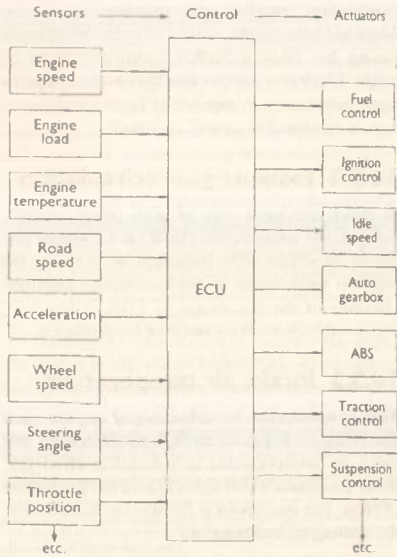 Sensors Control Actuators
Engine
speed
Engine
load
Engine
temperature
Road
speed
Acceleration
Wheel
speed
Steering
angle
Throttle
position
etc.
ECU
Fuel
control
Ignition
control
Idle
speed
Auto
gearbox
ABS
Traction
control
Suspension
control
etc.